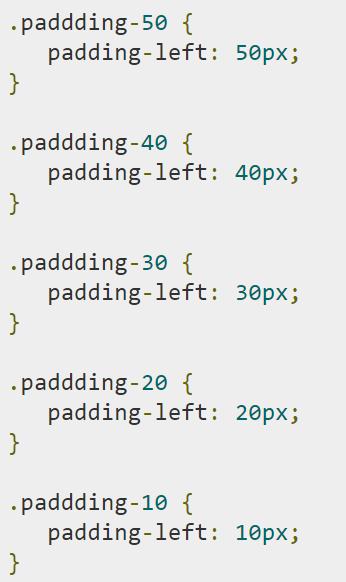 .paddding-50 {
   padding-left: 50px;
}

.paddding-40 {
   padding-left: 40px;
}

.paddding-30 {
   padding-left: 30px;
}

.paddding-20 {
   padding-left: 20px;
}

.paddding-10 {
   padding-left: 10px;
}